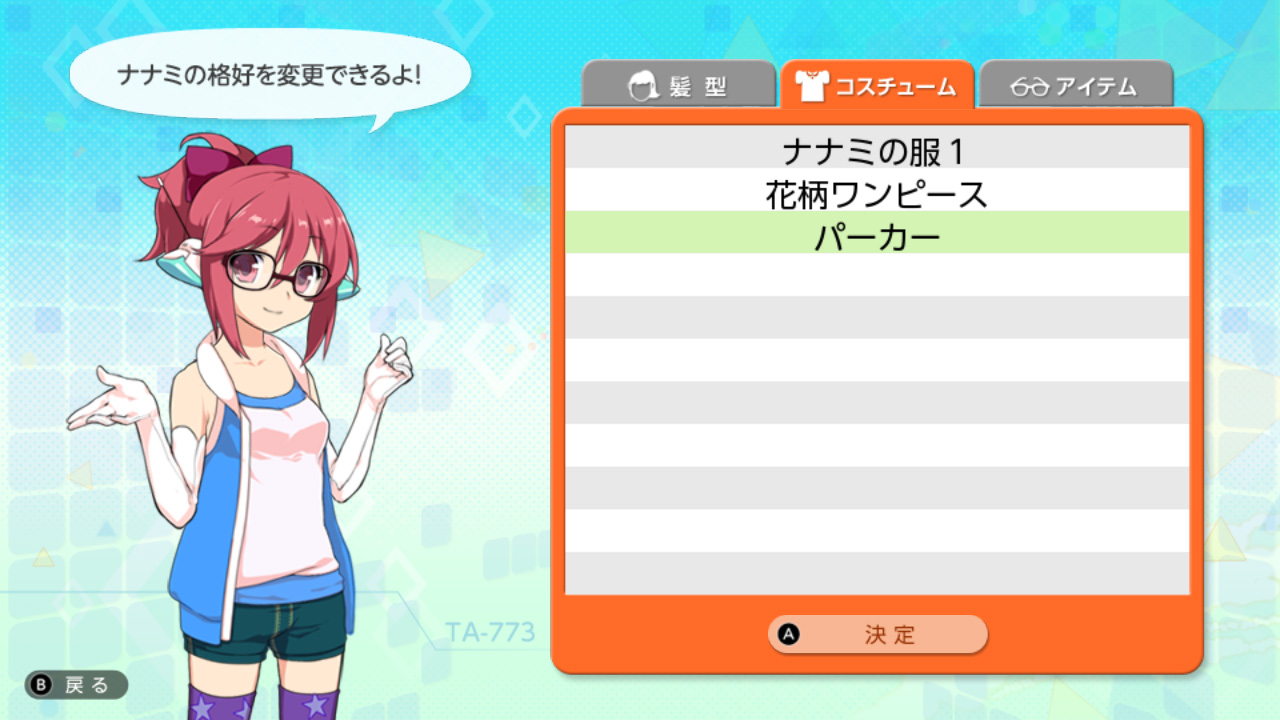 ナナミの格好を変更できるよ!
髪型
コスチューム
アイテム
ナナミの服1
花柄ワンピース
パーカー
TA-773
A 決定
B 戻る